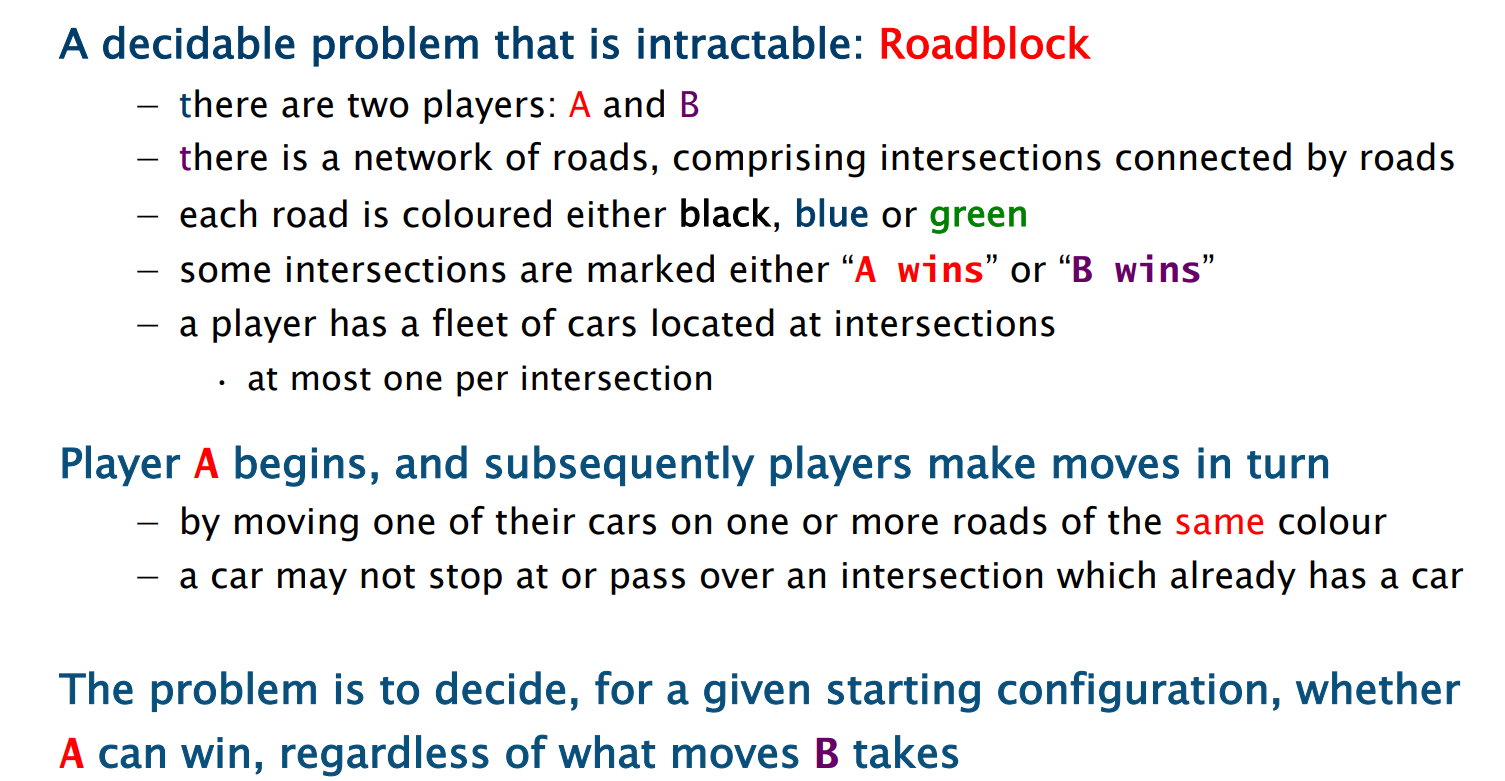 A decidable problem that is intractable: Roadblock
– there are two players: A and B
– there is a network of roads, comprising intersections connected by roads
– each road is coloured either black, blue or green
– some intersections are marked either “A wins” or “B wins”
– a player has a fleet of cars located at intersections
• at most one per intersection
Player A begins, and subsequently players make moves in turn
– by moving one of their cars on one or more roads of the same colour
– a car may not stop at or pass over an intersection which already has a car
The problem is to decide, for a given starting configuration, whether
A can win, regardless of what moves B takes